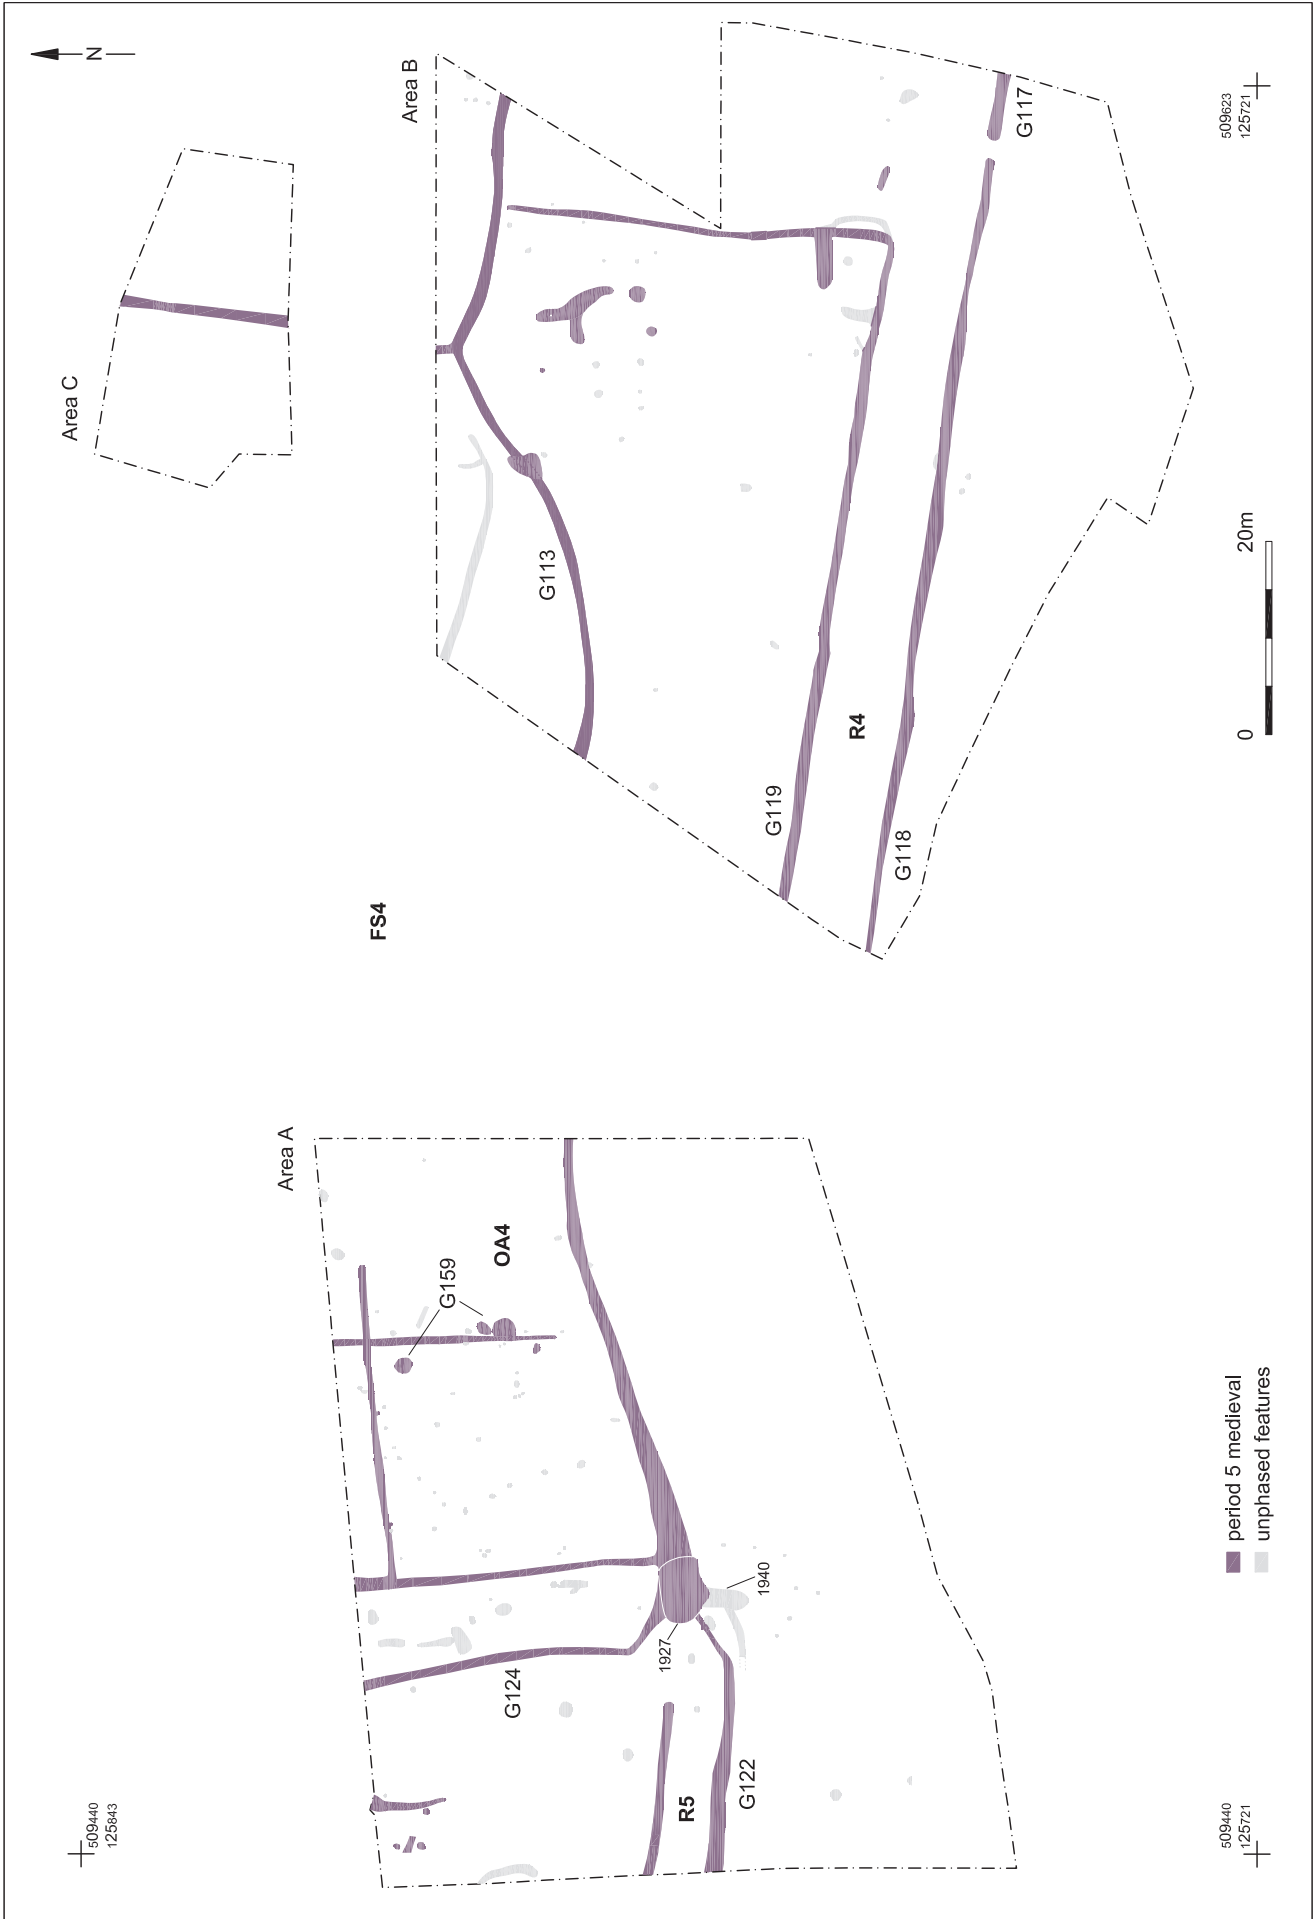 N
Area C
Area B
509623
125721
G117
G113
FS4
G119
R4
G118
0
20m
Area A
G159
OA4
1940
1927
G124
R5
G122
509440
125843
509440
125721
period 5 medieval
unphased features